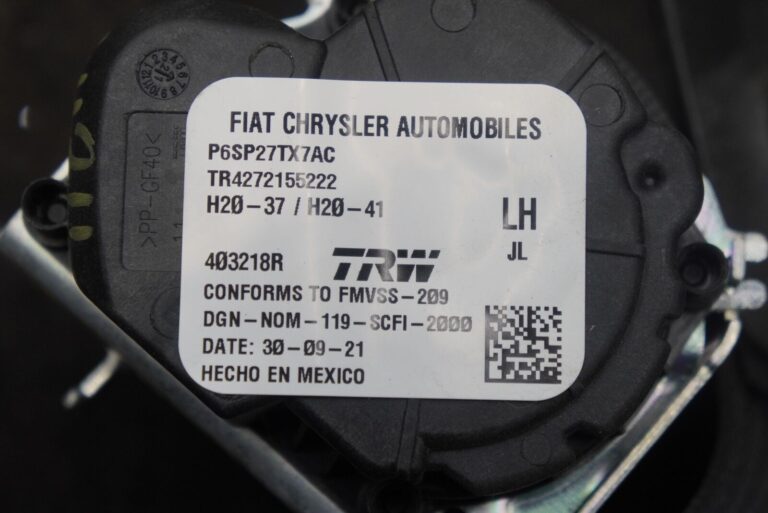 FIAT CHRYSLER AUTOMOBILES
P6SP27TX7AC
TR4272155222
H20-37 / H20-41
LH
JL
403218R
TRW
CONFORMS TO FMVSS-209
DGN-NOM-119-SCFI-2000
DATE: 30-09-21
HECHO EN MEXICO
>PP-GF40<
11